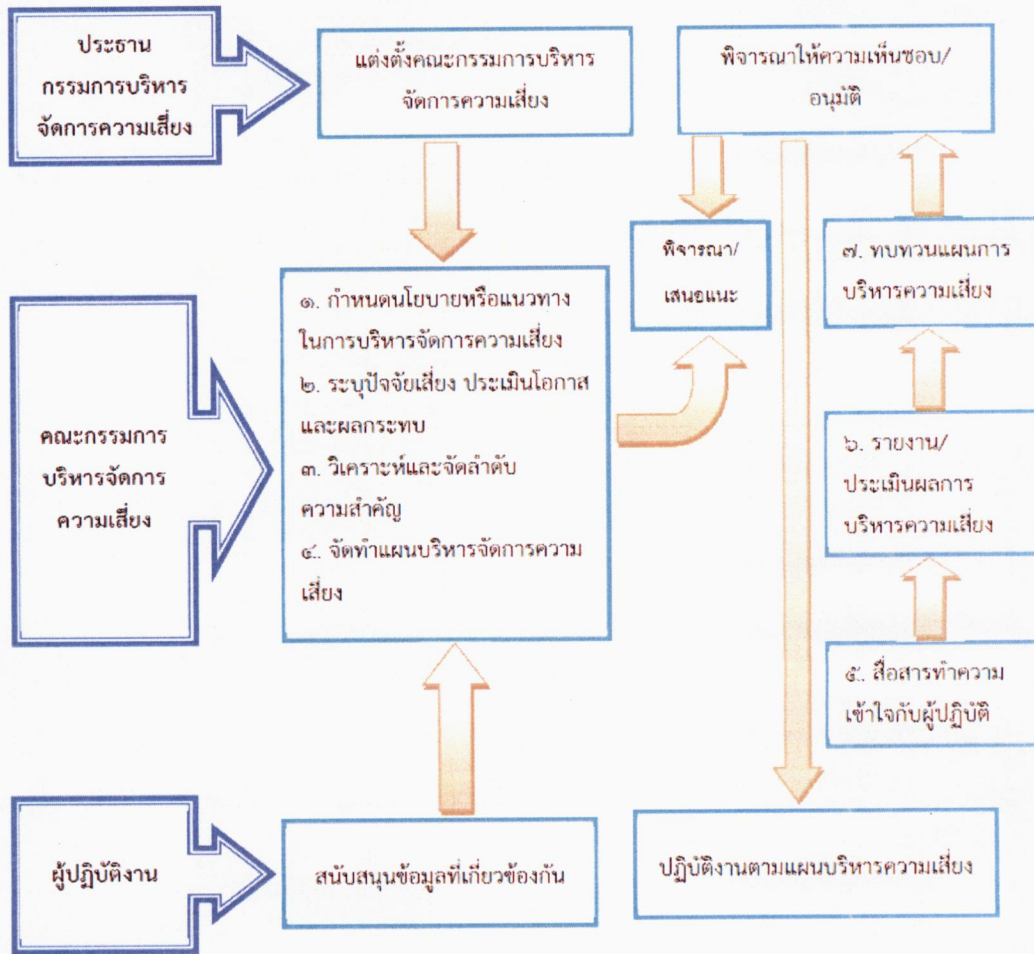 ประธาน
กรรมการบริหาร
จัดการความเสี่ยง
แต่งตั้งคณะกรรมการบริหาร
จัดการความเสี่ยง
พิจารณาให้ความเห็นชอบ/
อนุมัติ
พิจารณา/
เสนอแนะ
๗. ทบทวนแผนการ
บริหารความเสี่ยง
คณะกรรมการ
บริหารจัดการ
ความเสี่ยง
๑. กำหนดนโยบายหรือแนวทาง
ในการบริหารจัดการความเสี่ยง
๒. ระบุปัจจัยเสี่ยง ประเมินโอกาส
และผลกระทบ
๓. วิเคราะห์และจัดลำดับ
ความสำคัญ
๔. จัดทำแผนบริหารจัดการความ
เสี่ยง
๖. รายงาน/
ประเมินผลการ
บริหารความเสี่ยง
๕. สื่อสารทำความ
เข้าใจกับผู้ปฏิบัติ
ผู้ปฏิบัติงาน
สนับสนุนข้อมูลที่เกี่ยวข้องกัน
ปฏิบัติงานตามแผนบริหารความเสี่ยง